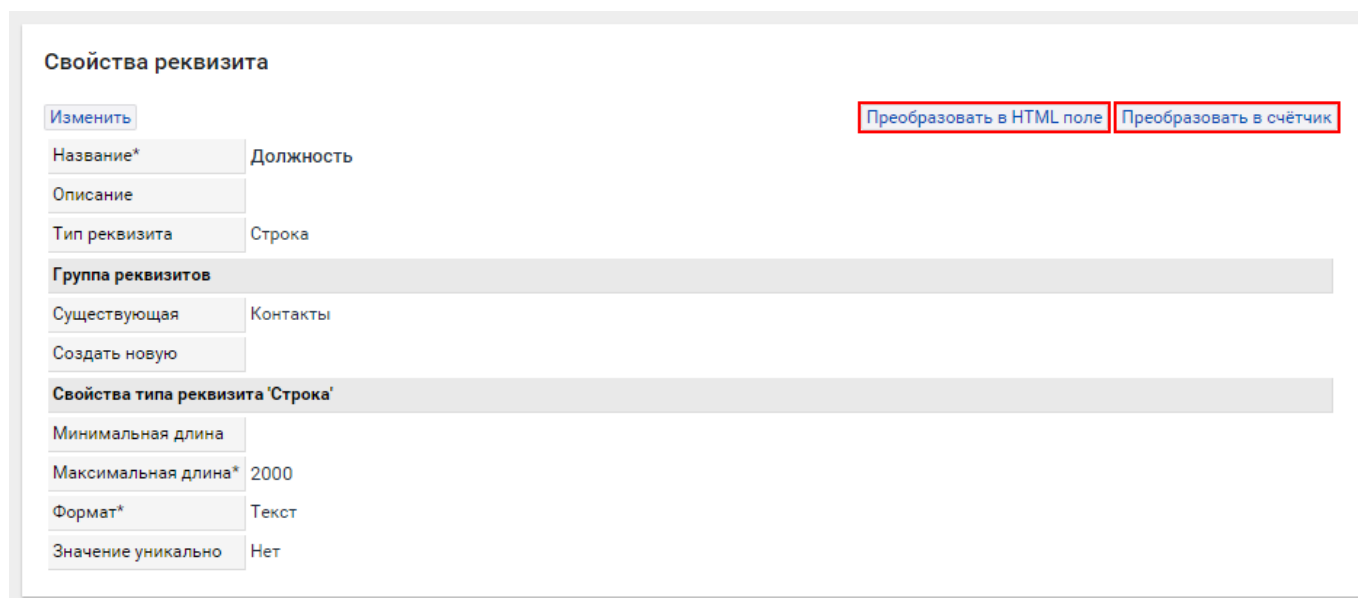 Свойства реквизита
Изменить Преобразовать в HTML поле Преобразовать в счётчик
Название* Должность
Описание
Тип реквизита Строка
Группа реквизитов
Существующая Контакты
Создать новую
Свойства типа реквизита 'Строка'
Минимальная длина
Максимальная длина* 2000
Формат* Текст
Значение уникально Нет